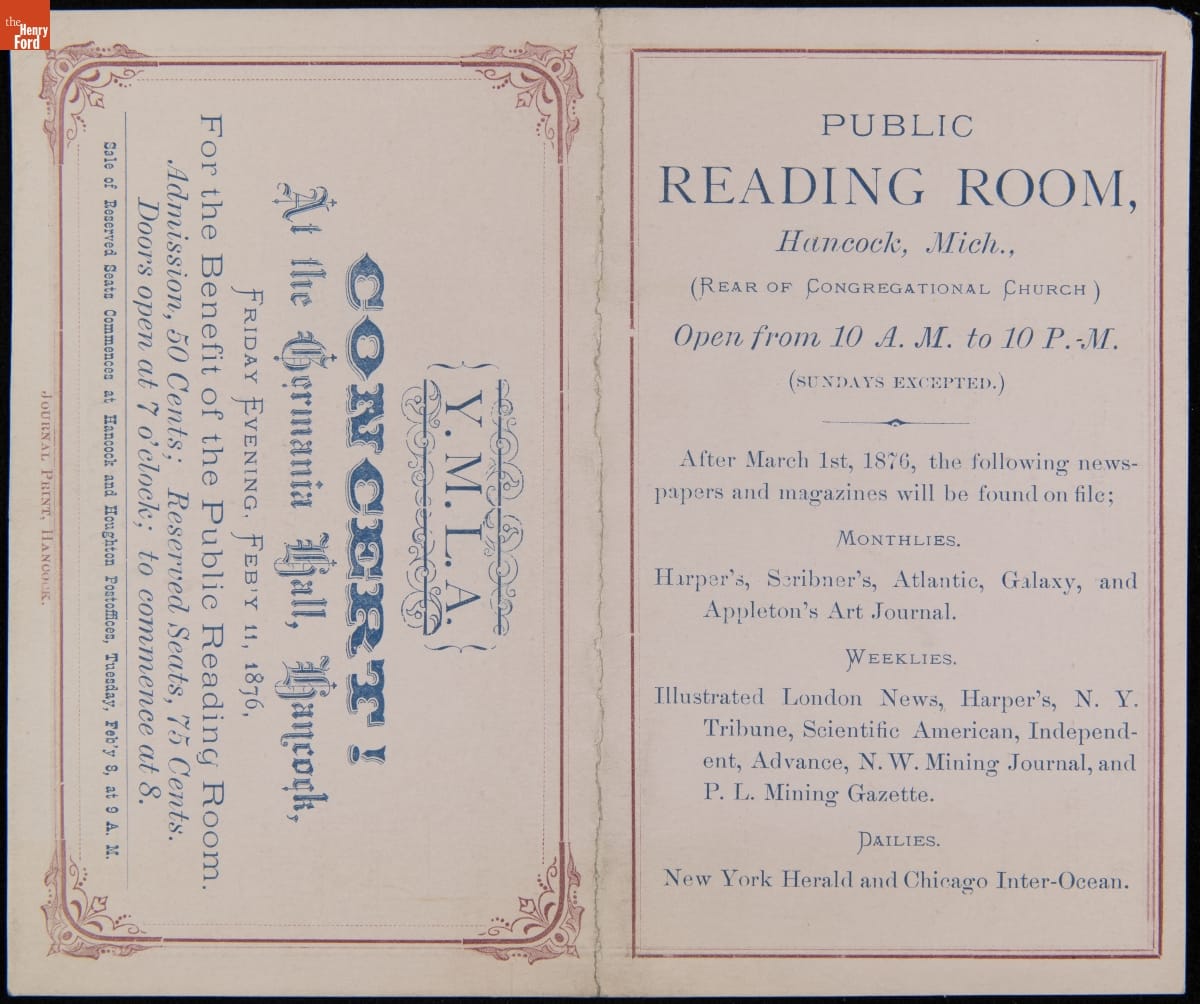 the
Henry
Ford
Y. M. L. A.
CONCERT!
At the Germania Hall, Hancock,
FRIDAY EVENING, FEB'Y 11, 1876,
For the Benefit of the Public Reading Room.
Admission, 50 Cents; Reserved Seats, 75 Cents.
Doors open at 7 o'clock; to commence at 8.
Sale of Reserved Seats Commences at Hancock and Houghton Postoffices, Tuesday, Feb'y 8, at 9 A. M.
JOURNAL PRINT, HANCOCK.
PUBLIC
READING ROOM,
Hancock, Mich.,
(REAR OF CONGREGATIONAL CHURCH)
Open from 10 A. M. to 10 P.-M.
(SUNDAYS EXCEPTED.)
After March 1st, 1876, the following news-
papers and magazines will be found on file;
MONTHLIES.
Harper's, Scribner's, Atlantic, Galaxy, and
Appleton's Art Journal.
WEEKLIES.
Illustrated London News, Harper's, N. Y.
Tribune, Scientific American, Independ-
ent, Advance, N. W. Mining Journal, and
P. L. Mining Gazette.
DAILIES.
New York Herald and Chicago Inter-Ocean.